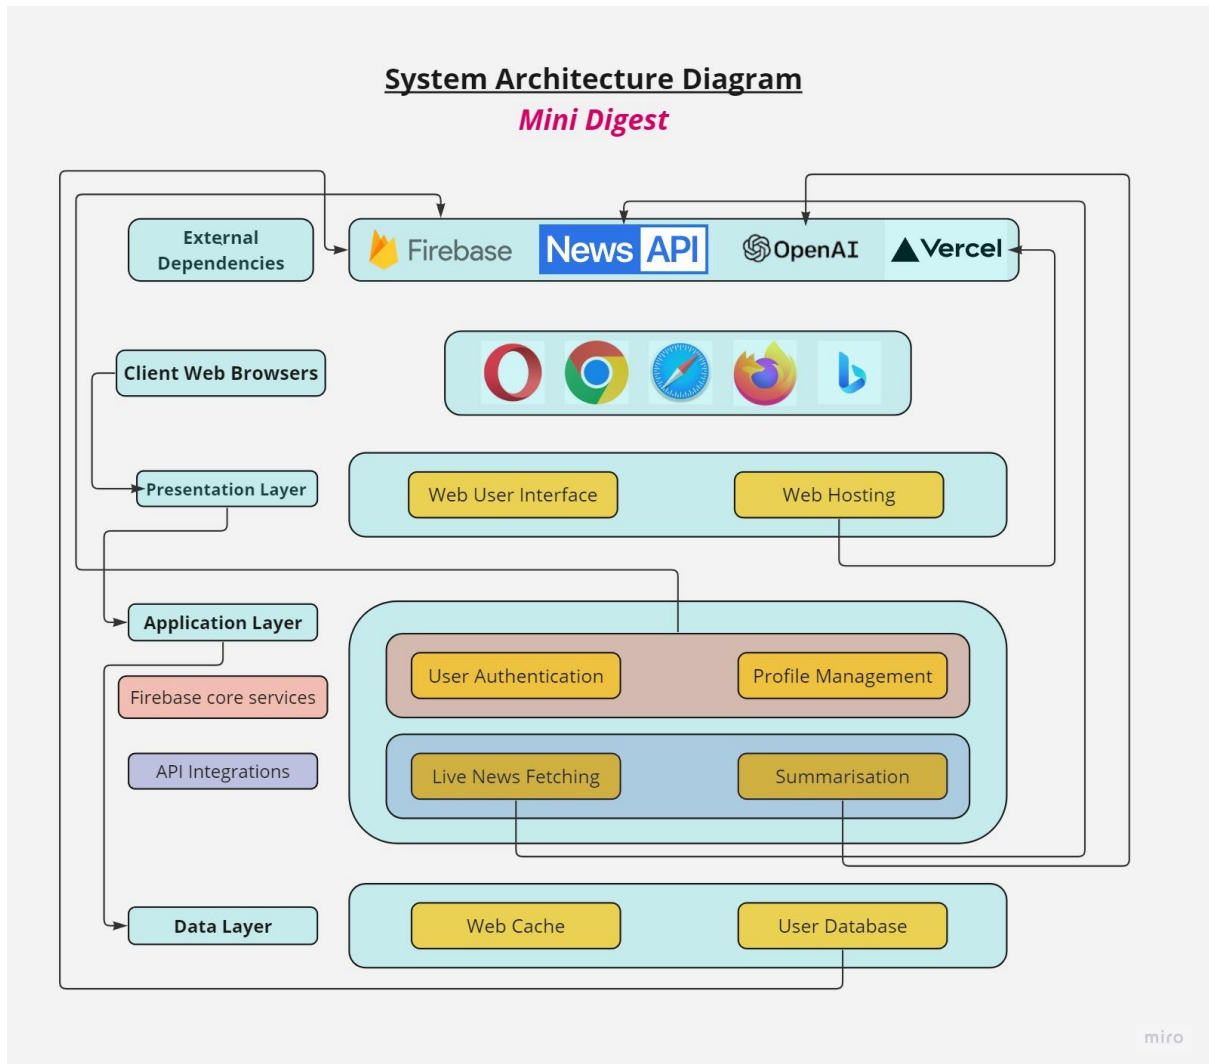 System Architecture Diagram
Mini Digest
External
Dependencies
Firebase
News API
OpenAI
Vercel
Client Web Browsers
Presentation Layer
Web User Interface
Web Hosting
Application Layer
User Authentication
Profile Management
Firebase core services
API Integrations
Live News Fetching
Summarisation
Data Layer
Web Cache
User Database
miro